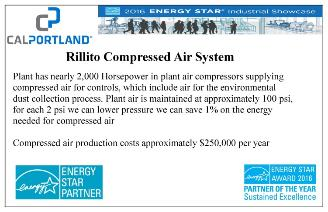 2016 ENERGY STAR® Industrial Showcase
CALPORTLAND®
Rillito Compressed Air System
Plant has nearly 2,000 Horsepower in plant air compressors supplying
compressed air for controls, which include air for the environmental
dust collection process. Plant air is maintained at approximately 100 psi,
for each 2 psi we can lower pressure we can save 1% on the energy
needed for compressed air
Compressed air production costs approximately $250,000 per year
ENERGY
STAR
PARTNER
ENERGY STAR
AWARD 2016
PARTNER OF THE YEAR
Sustained Excellence